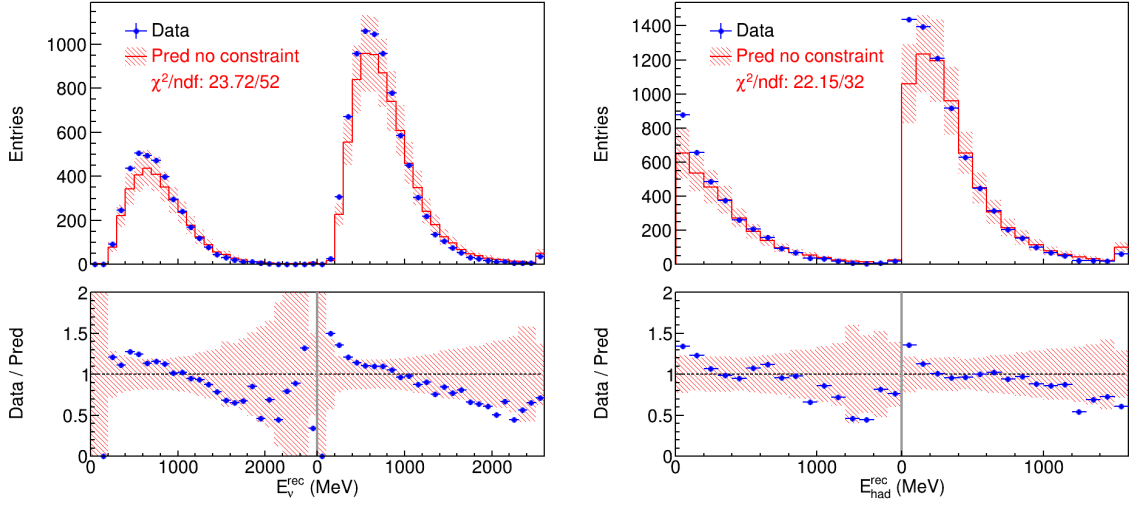 Data
Pred no constraint
χ²/ndf: 23.72/52
Entries
1000
800
600
400
200
0
Data / Pred
2
1.5
1
0.5
0
0 1000 2000 0 1000 2000
E_ν^rec (MeV)
Data
Pred no constraint
χ²/ndf: 22.15/32
Entries
1400
1200
1000
800
600
400
200
0
Data / Pred
2
1.5
1
0.5
0
0 1000 0 1000
E_had^rec (MeV)